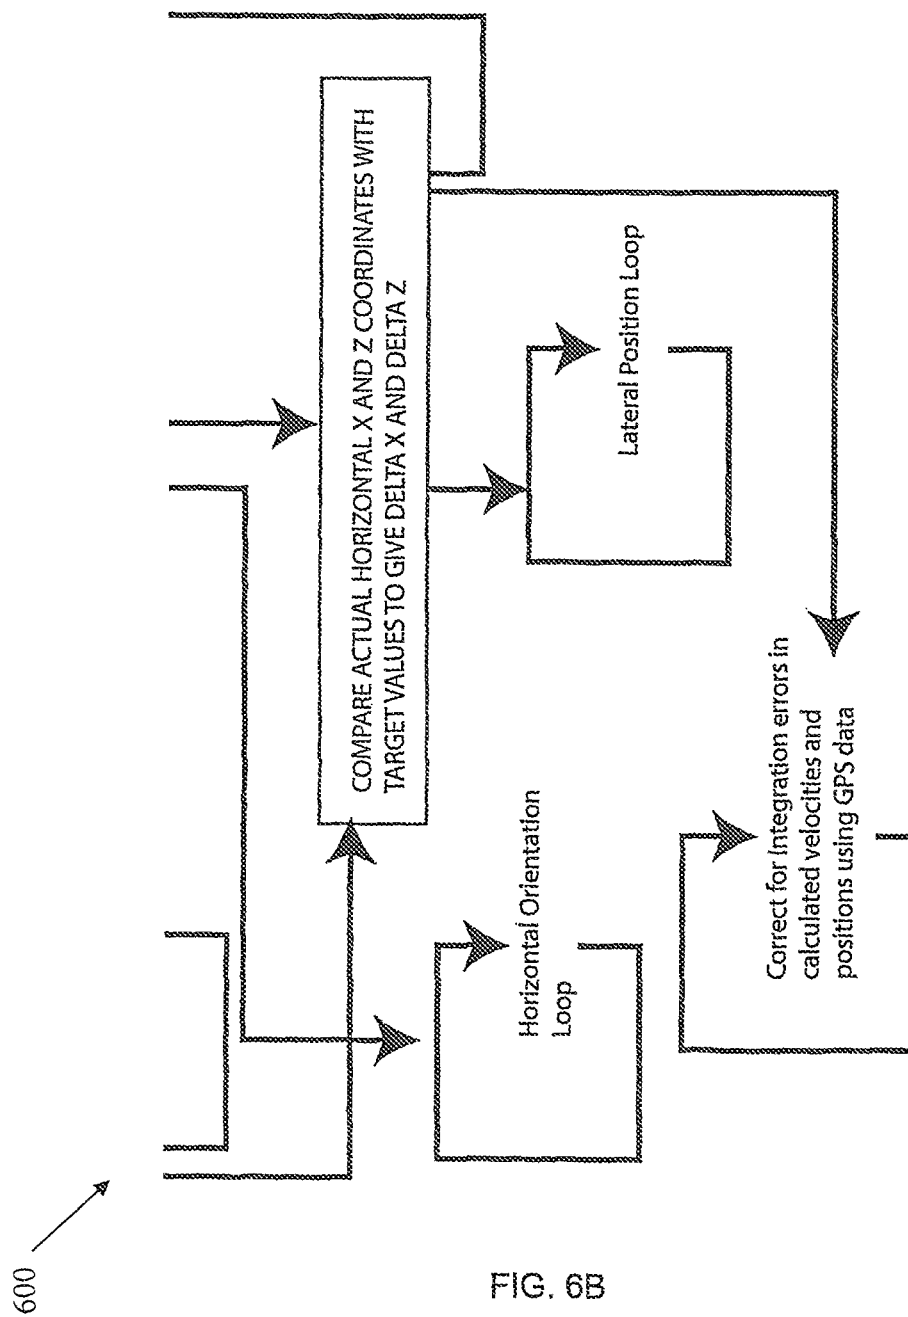 600
COMPARE ACTUAL HORIZONTAL X AND Z COORDINATES WITH
TARGET VALUES TO GIVE DELTA X AND DELTA Z
Lateral Position Loop
Horizontal Orientation
Loop
Correct for Integration errors in
calculated velocities and
positions using GPS data
FIG. 6B